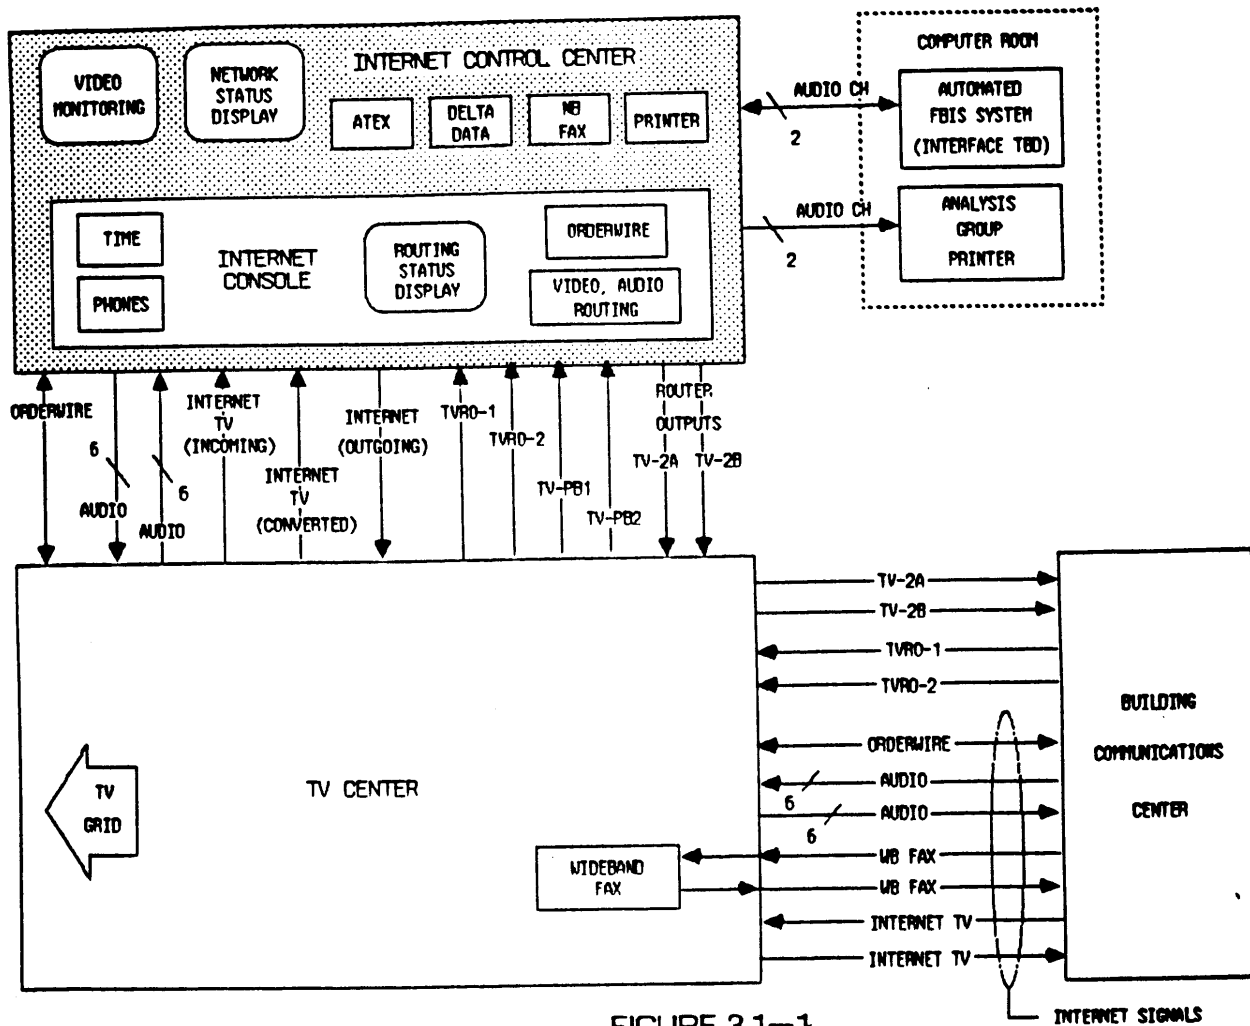 INTERNET CONTROL CENTER
VIDEO
MONITORING
NETWORK
STATUS
DISPLAY
ATEX
DELTA
DATA
NB
FAX
PRINTER
TIME
PHONES
INTERNET
CONSOLE
ROUTING
STATUS
DISPLAY
ORDERWIRE
VIDEO, AUDIO
ROUTING
AUDIO CH
2
AUDIO CH
2
COMPUTER ROOM
AUTOMATED
FBIS SYSTEM
(INTERFACE TBD)
ANALYSIS
GROUP
PRINTER
ORDERWIRE
6
AUDIO
6
AUDIO
INTERNET
TV
(INCOMING)
INTERNET
TV
(CONVERTED)
INTERNET
(OUTGOING)
TVRO-1
TVRO-2
TV-PB1
TV-PB2
ROUTER
OUTPUTS
TV-2A
TV-2B
TV CENTER
TV
GRID
WIDEBAND
FAX
TV-2A
TV-2B
TVRO-1
TVRO-2
ORDERWIRE
AUDIO
6
AUDIO
6
WB FAX
WB FAX
INTERNET TV
INTERNET TV
BUILDING
COMMUNICATIONS
CENTER
INTERNET SIGNALS
FIGURE 3.1-1